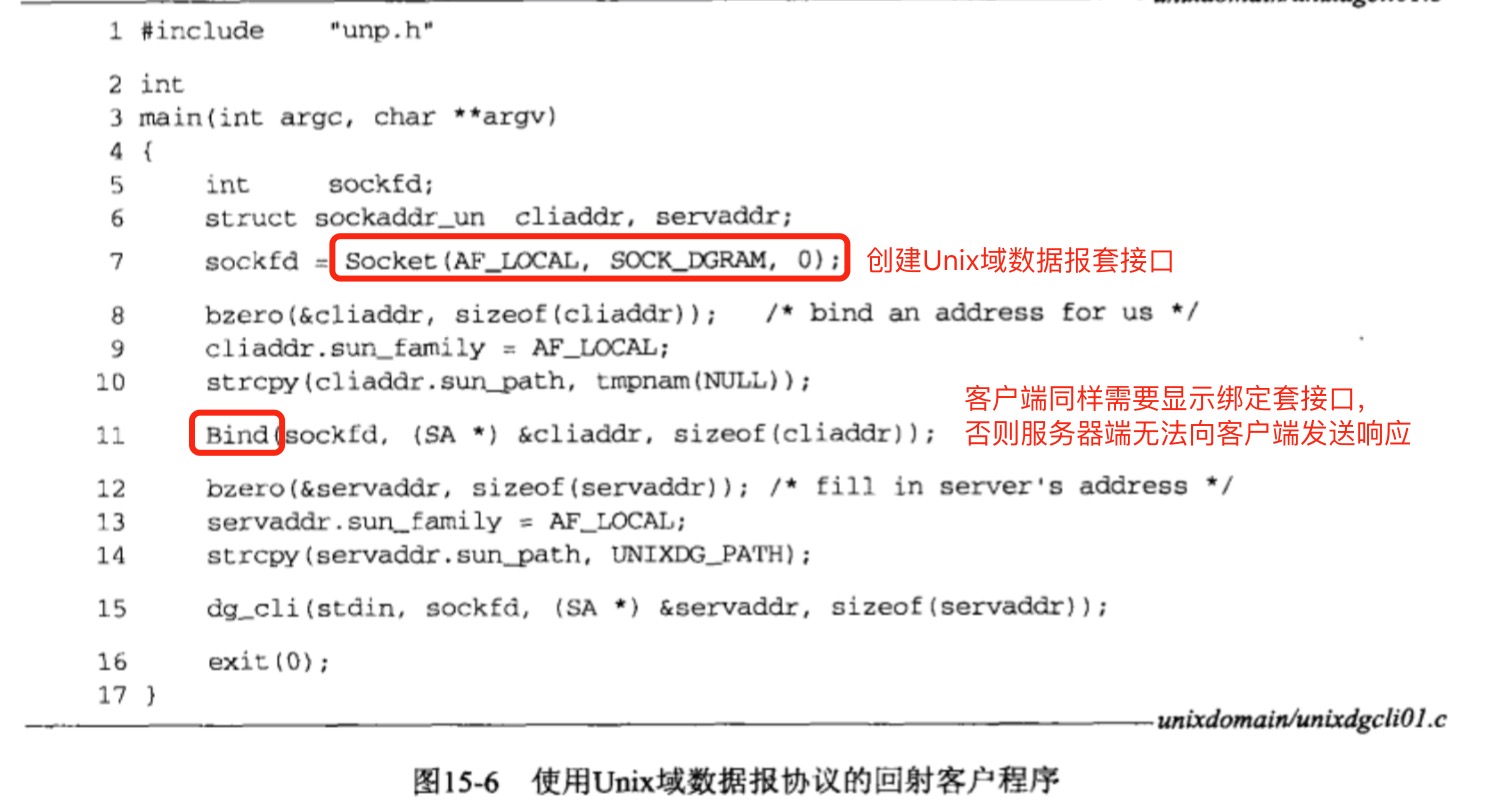 unixdomain/unixdgcli01.c
1 #include "unp.h"
2 int
3 main(int argc, char **argv)
4 {
5 int sockfd;
6 struct sockaddr_un cliaddr, servaddr;
7 sockfd = Socket(AF_LOCAL, SOCK_DGRAM, 0); 创建Unix域数据报套接口
8 bzero(&cliaddr, sizeof(cliaddr)); /* bind an address for us */
9 cliaddr.sun_family = AF_LOCAL;
10 strcpy(cliaddr.sun_path, tmpnam(NULL));
客户端同样需要显示绑定套接口,
11 Bind(sockfd, (SA *) &cliaddr, sizeof(cliaddr)); 否则服务器端无法向客户端发送响应
12 bzero(&servaddr, sizeof(servaddr)); /* fill in server's address */
13 servaddr.sun_family = AF_LOCAL;
14 strcpy(servaddr.sun_path, UNIXDG_PATH);
15 dg_cli(stdin, sockfd, (SA *) &servaddr, sizeof(servaddr));
16 exit(0);
17 }
unixdomain/unixdgcli01.c
图15-6 使用Unix域数据报协议的回射客户程序